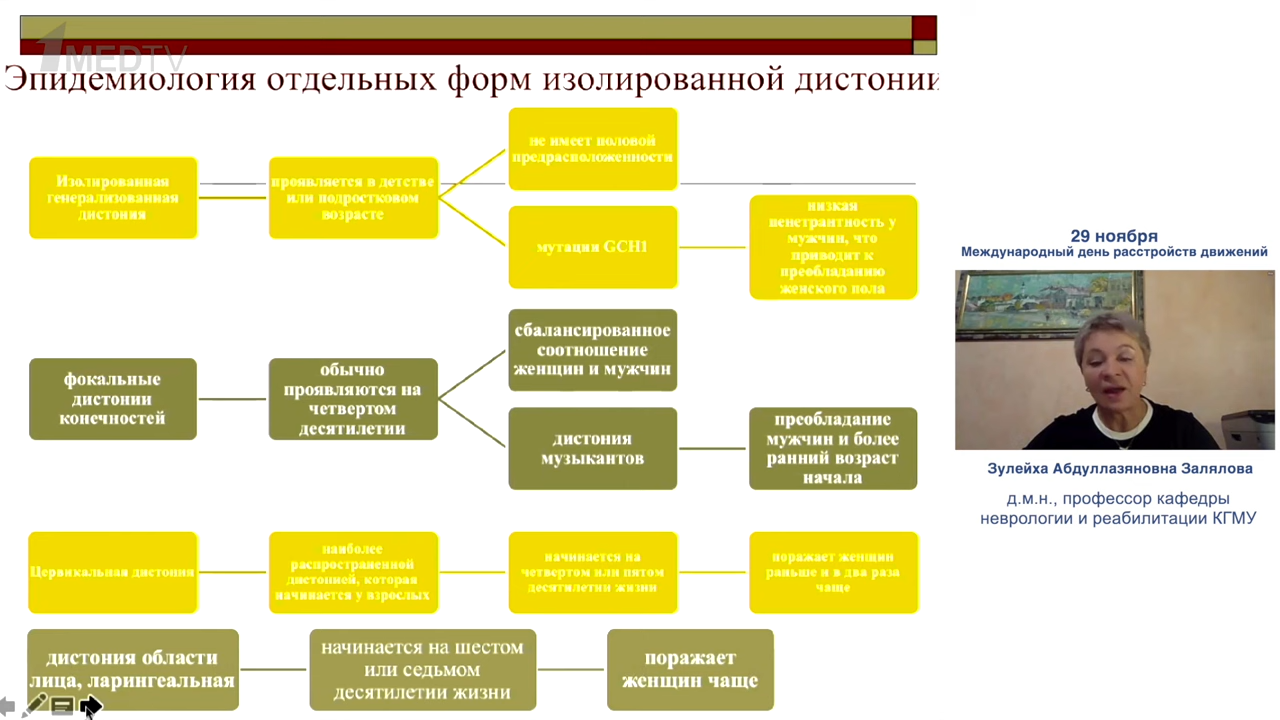 1MEDTV
Эпидемиология отдельных форм изолированной дистонии
Изолированная
генерализованная
дистония
проявляется в детстве
или подростковом
возрасте
не имеет половой
предрасположенности
мутации GCH1
низкая
пенетрантность у
мужчин, что
приводит к
преобладанию
женского пола
фокальные
дистонии
конечностей
обычно
проявляются на
четвертом
десятилетии
сбалансированное
соотношение
женщин и мужчин
дистония
музыкантов
преобладание
мужчин и более
ранний возраст
начала
Цервикальная дистония
наиболее
распространенной
дистонией, которая
начинается у взрослых
начинается на
четвертом или пятом
десятилетии жизни
поражает женщин
раньше и в два раза
чаще
дистония области
лица, ларингеальная
начинается на шестом
или седьмом
десятилетии жизни
поражает
женщин чаще
29 ноября
Международный день расстройств движений
Зулейха Абдуллазяновна Залялова
д.м.н., профессор кафедры
неврологии и реабилитации КГМУ